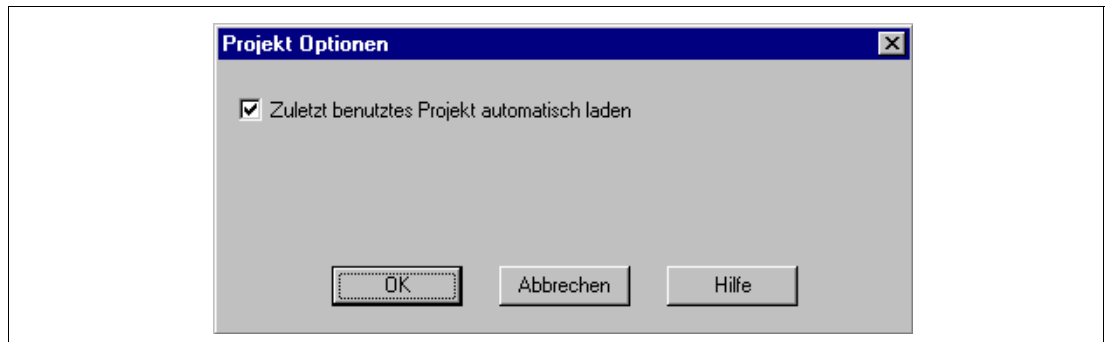 Projekt Optionen
Zuletzt benutztes Projekt automatisch laden
OK Abbrechen Hilfe